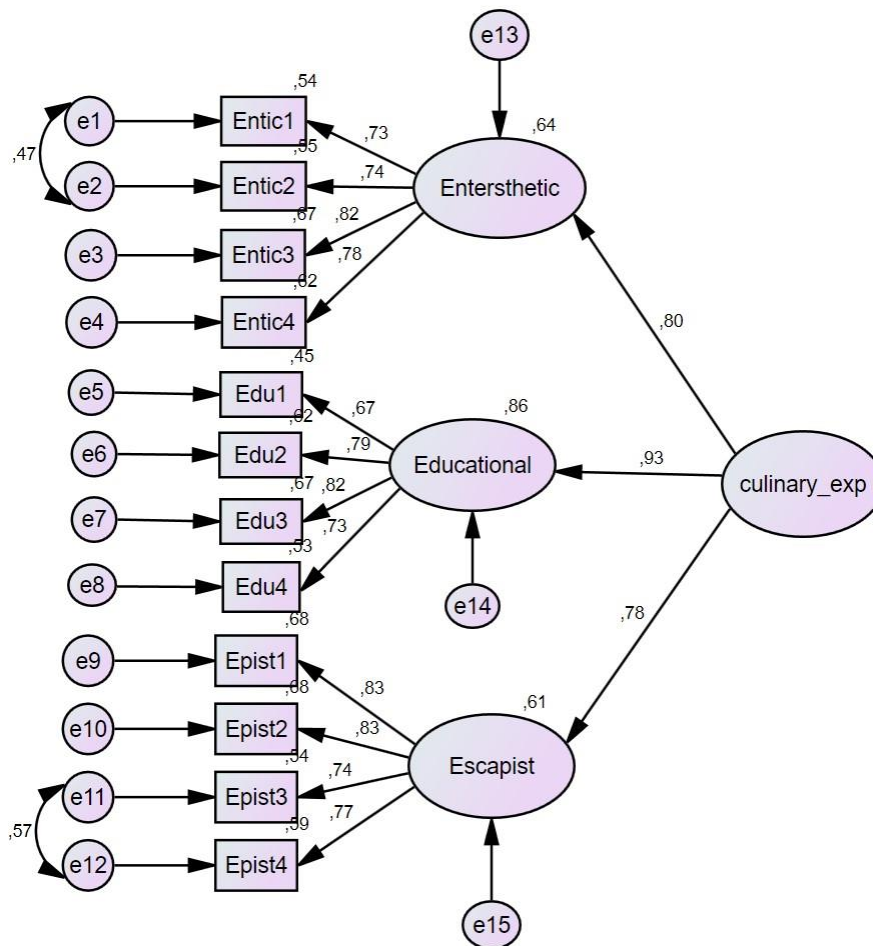 e13
,54
e1
Entic1
,73
,64
,47
,55
e2
Entic2
,74
Entersthetic
,67
,82
e3
Entic3
,78
,62
e4
Entic4
,80
,45
e5
Edu1
,67
,86
,62
e6
Edu2
,79
Educational
,93
culinary_exp
,67
,82
e7
Edu3
,73
,53
e8
Edu4
e14
,68
,78
e9
Epist1
,83
,61
,68
e10
Epist2
,83
,54
Escapist
e11
Epist3
,74
,57
,59
,77
e12
Epist4
e15